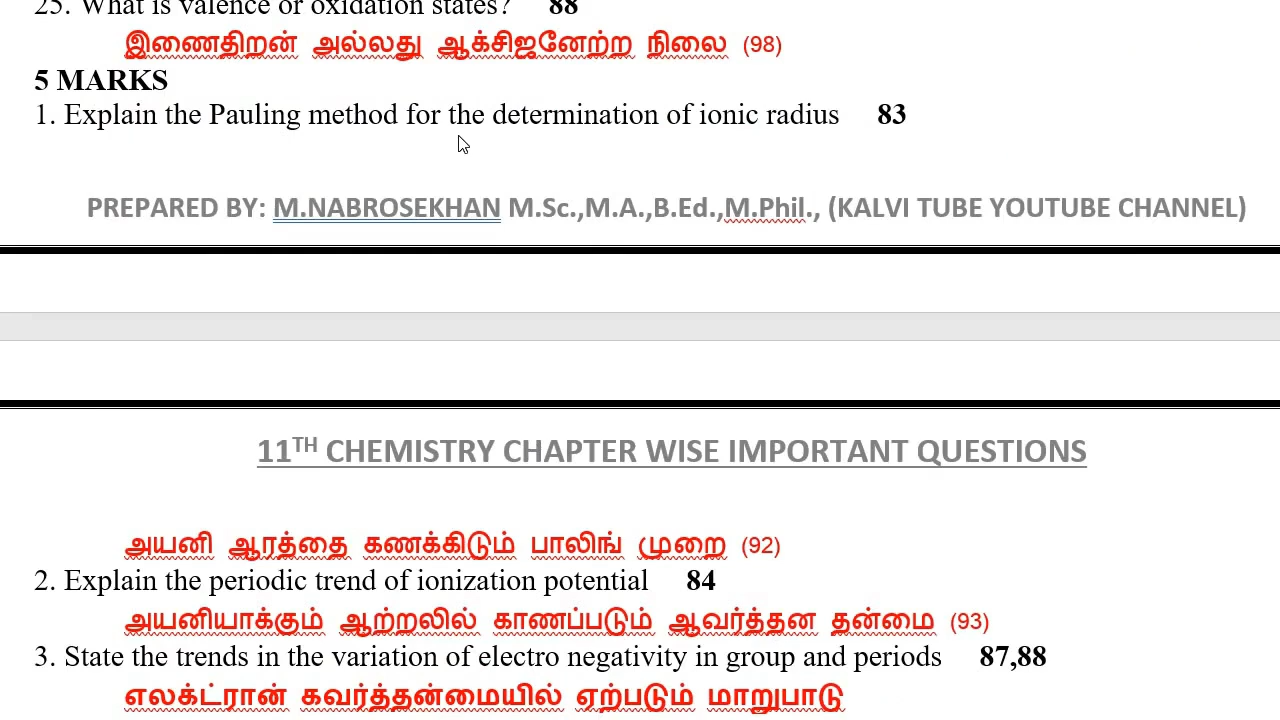 25. What is valence or oxidation states? 88
இணைதிறன் அல்லது ஆக்சிஜனேற்ற நிலை (98)
5 MARKS
1. Explain the Pauling method for the determination of ionic radius 83
PREPARED BY: M.NABROSEKHAN M.Sc.,M.A.,B.Ed.,M.Phil., (KALVI TUBE YOUTUBE CHANNEL)
11TH CHEMISTRY CHAPTER WISE IMPORTANT QUESTIONS
அயனி ஆரத்தை கணக்கிடும் பாலிங் முறை (92)
2. Explain the periodic trend of ionization potential 84
அயனியாக்கும் ஆற்றலில் காணப்படும் ஆவர்த்தன தன்மை (93)
3. State the trends in the variation of electro negativity in group and periods 87,88
எலக்ட்ரான் கவர்த்தன்மையில் ஏற்படும் மாறுபாடு